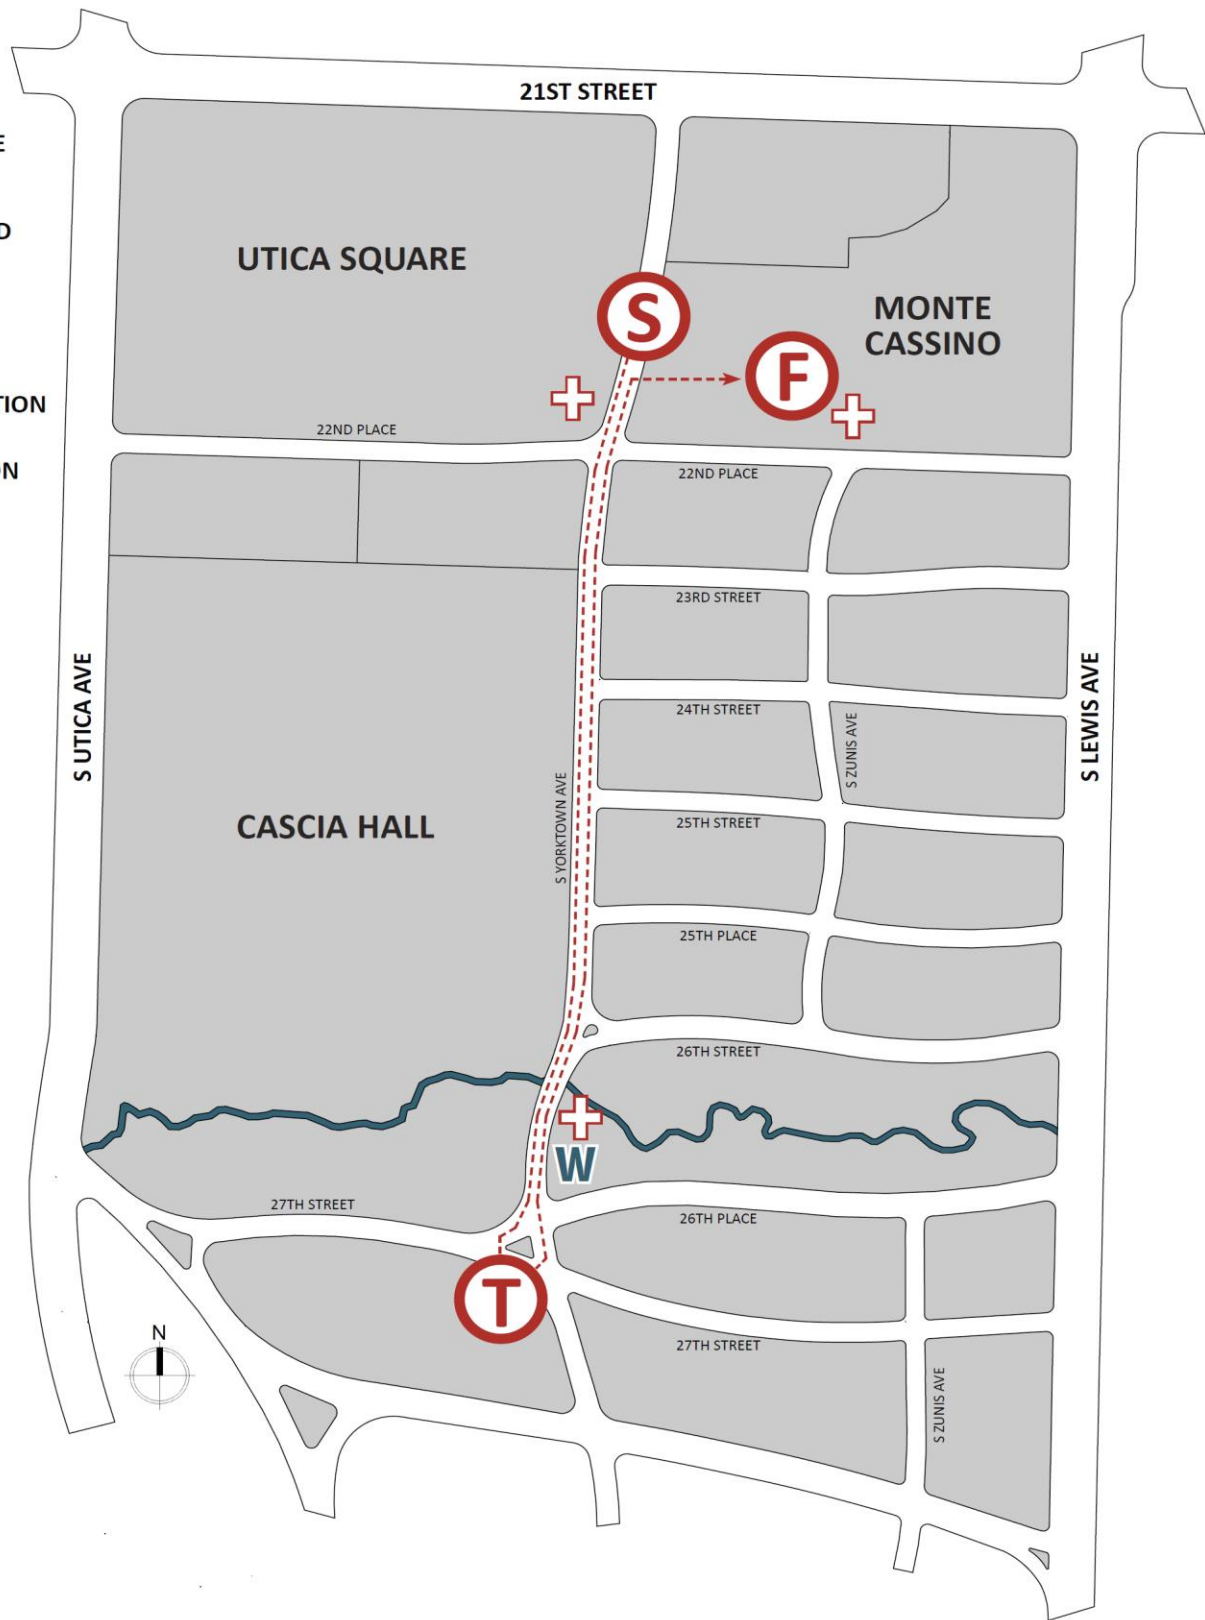 21ST STREET
E
D
UTICA SQUARE
S
MONTE
CASSINO
F
TION
22ND PLACE
ON
22ND PLACE
23RD STREET
S UTICA AVE
S LEWIS AVE
24TH STREET
S ZUNIS AVE
S YORKTOWN AVE
CASCIA HALL
25TH STREET
25TH PLACE
26TH STREET
W
27TH STREET
26TH PLACE
T
N
27TH STREET
S ZUNIS AVE